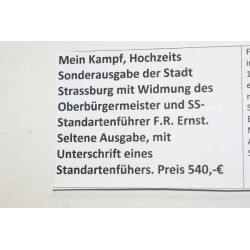 Mein Kampf, Hochzeits
Sonderausgabe der Stadt
Strassburg mit Widmung des
Oberbürgermeister und SS-
Standartenführer F.R. Ernst.
Seltene Ausgabe, mit
Unterschrift eines
Standartenfühers. Preis 540,-€